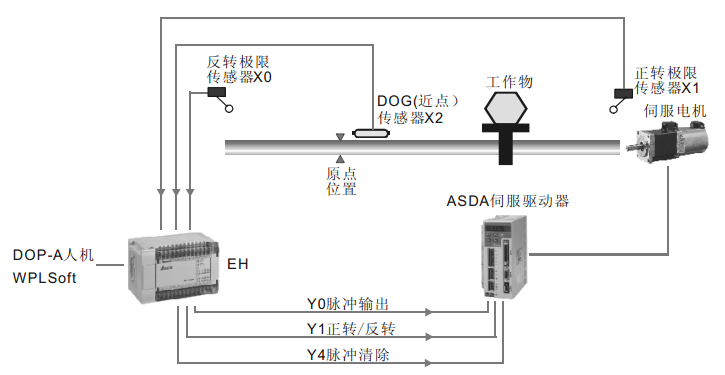 反转极限
传感器X0
DOG(近点)
传感器X2
工作物
正转极限
传感器X1
伺服电机
原点
位置
ASDA伺服驱动器
DOP-A人机
WPLSoft
EH
Y0脉冲输出
Y1正转/反转
Y4脉冲清除